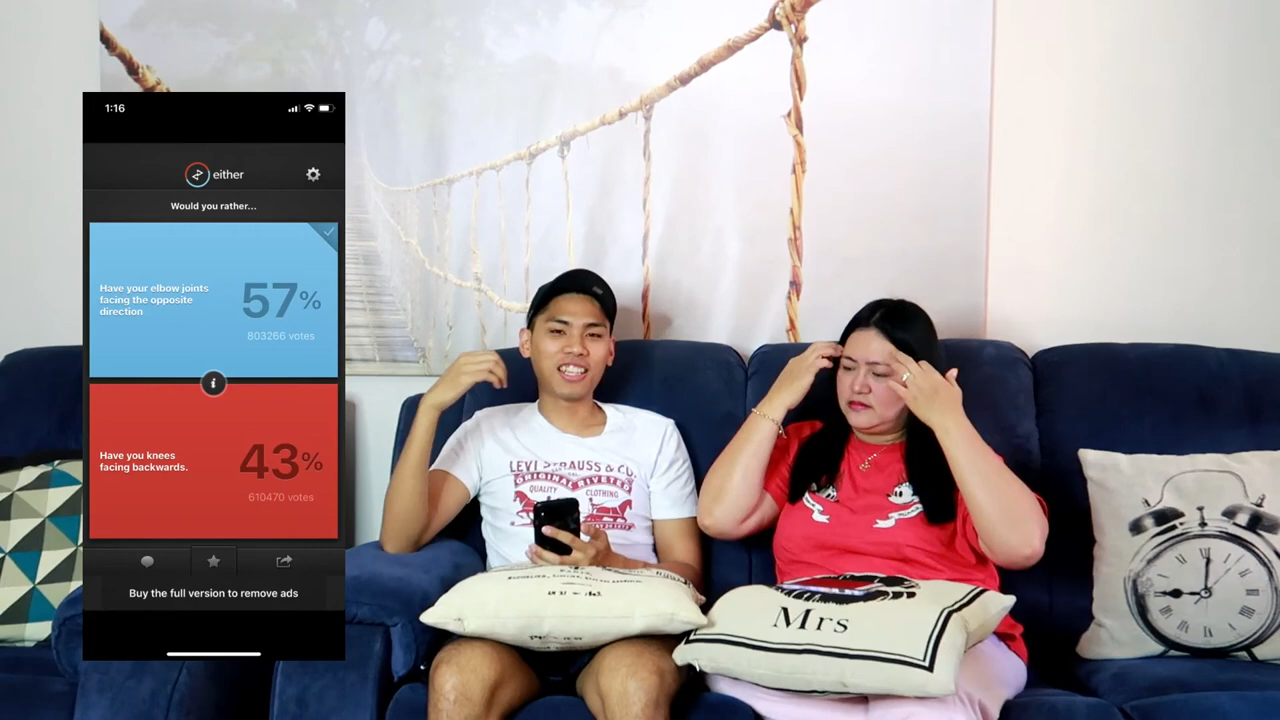 1:16
either
Would you rather...
Have your elbow joints
facing the opposite
direction
57%
803266 votes
i
Have you knees
facing backwards.
43%
610470 votes
Buy the full version to remove ads
LEVI STRAUSS & CO.
ORIGINAL RIVETED
QUALITY CLOTHING
Mrs